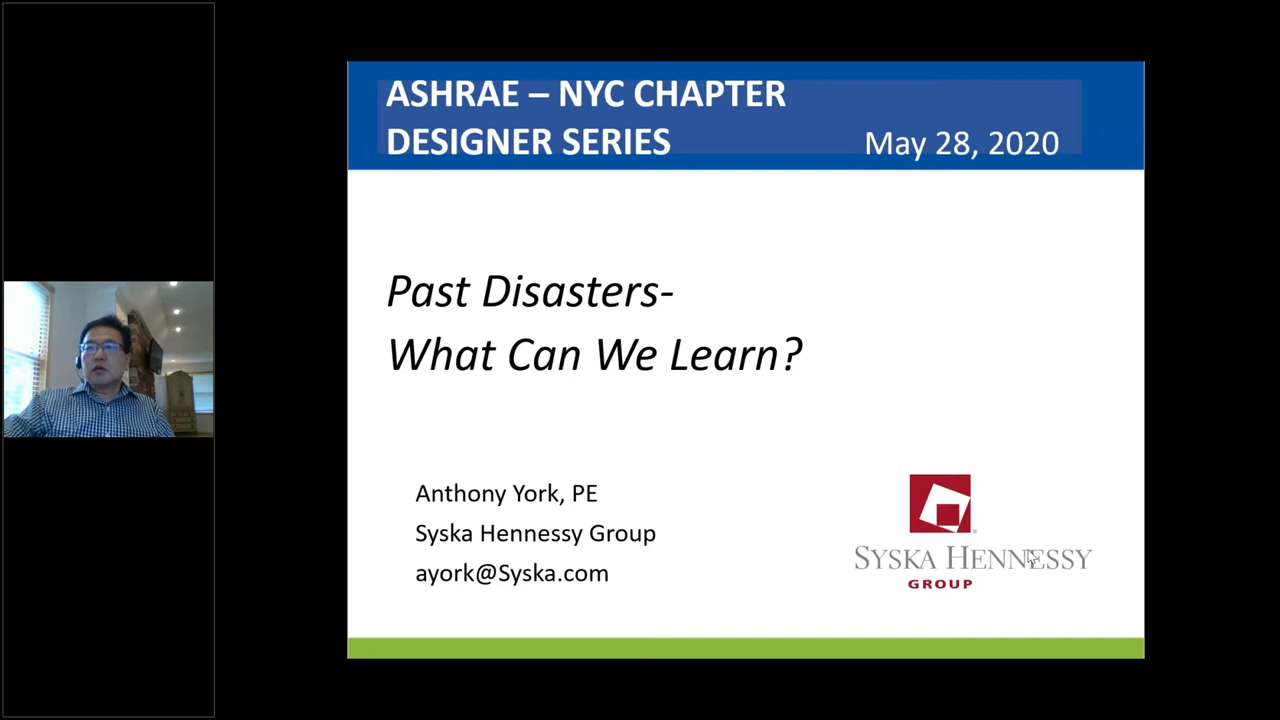 ASHRAE – NYC CHAPTER
DESIGNER SERIES May 28, 2020
Past Disasters-
What Can We Learn?
Anthony York, PE
Syska Hennessy Group
ayork@Syska.com
SYSKA HENNESSY
GROUP